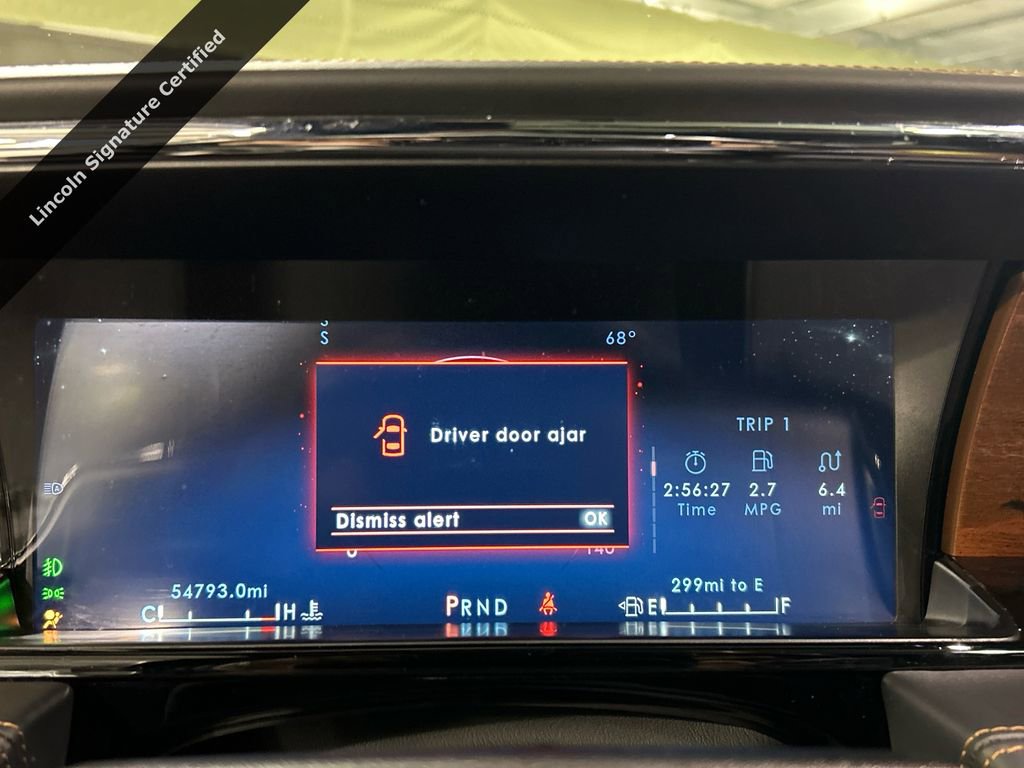 Lincoln Signature Certified
S
68°
Driver door ajar
Dismiss alert
OK
TRIP 1
2:56:27
2.7
6.4
Time
MPG
mi
0
140
54793.0mi
299mi to E
C
H
PRND
E
F